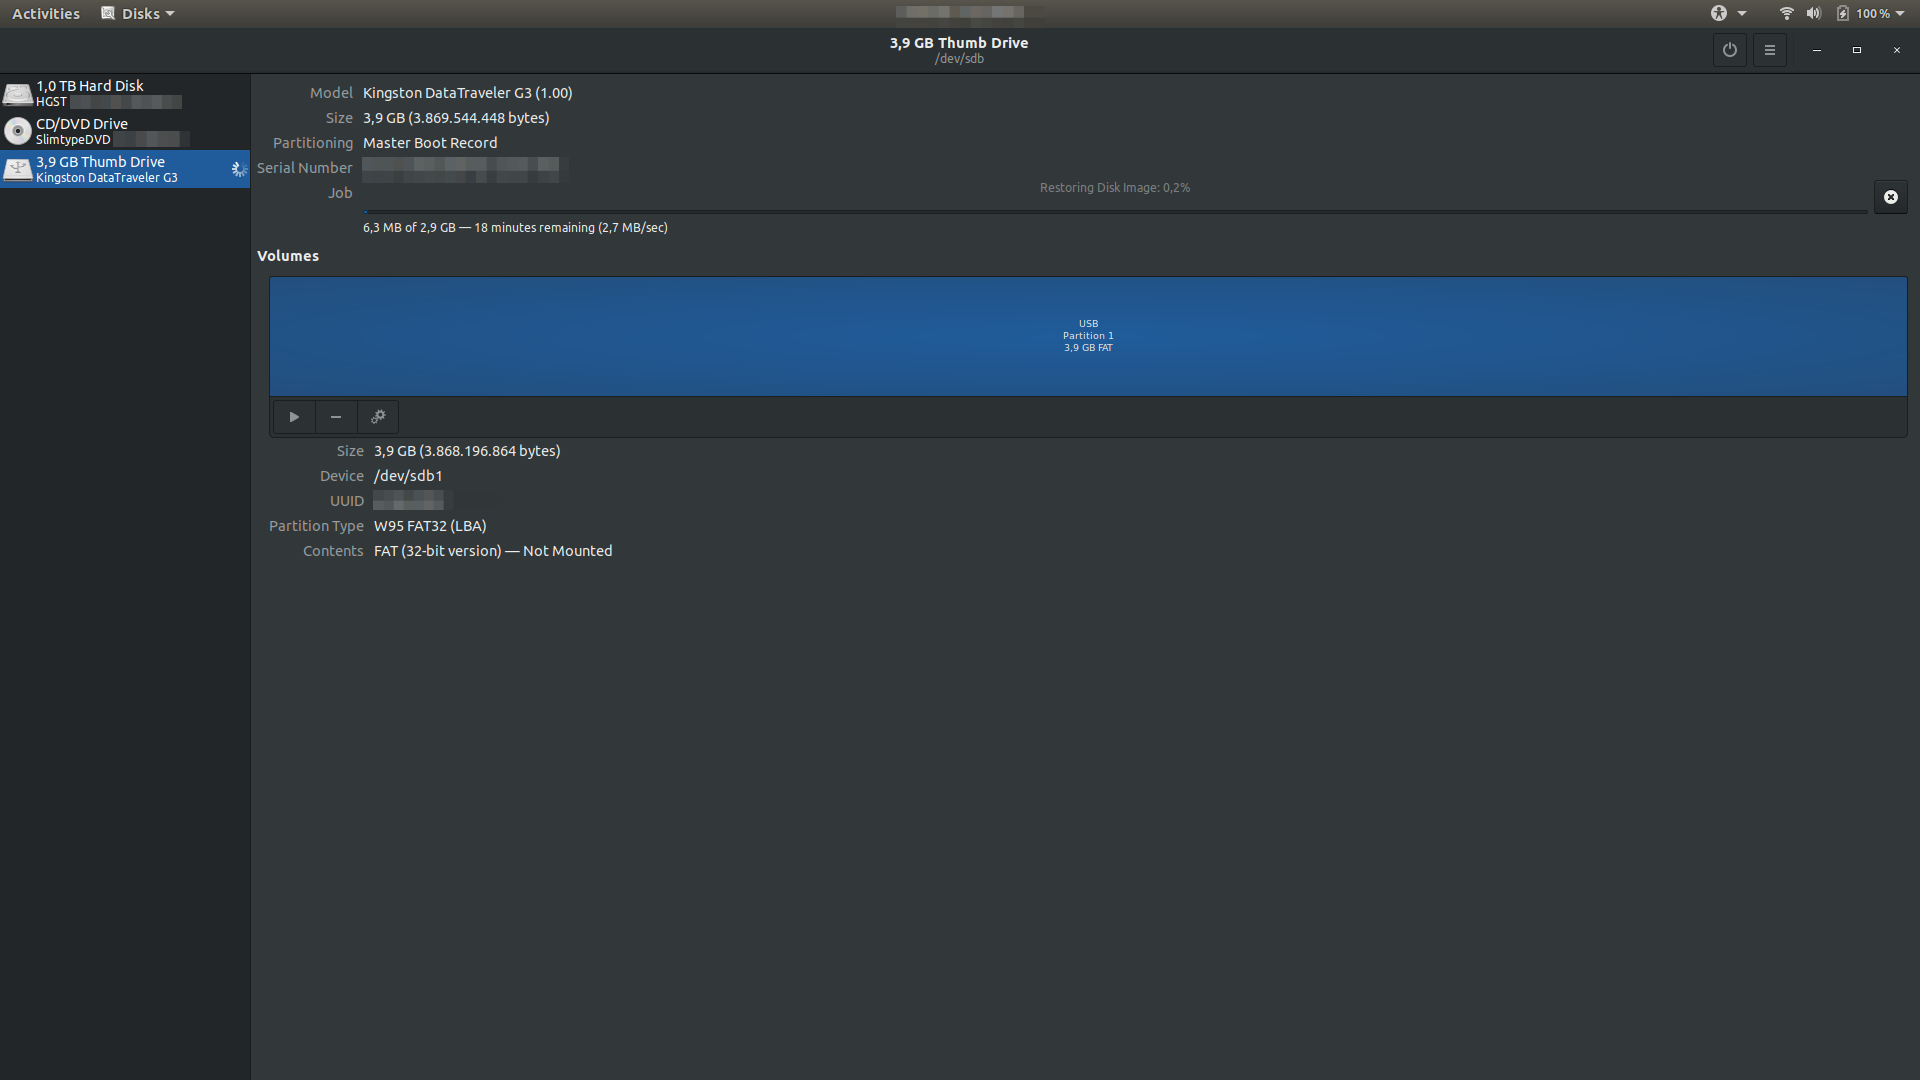 Activities
Disks
100 %
3,9 GB Thumb Drive
/dev/sdb
1,0 TB Hard Disk
HGST
CD/DVD Drive
SlimtypeDVD
3,9 GB Thumb Drive
Kingston DataTraveler G3
Model Kingston DataTraveler G3 (1.00)
Size 3,9 GB (3.869.544.448 bytes)
Partitioning Master Boot Record
Serial Number
Job
Restoring Disk Image: 0,2%
6,3 MB of 2,9 GB — 18 minutes remaining (2,7 MB/sec)
Volumes
USB
Partition 1
3,9 GB FAT
Size 3,9 GB (3.868.196.864 bytes)
Device /dev/sdb1
UUID
Partition Type W95 FAT32 (LBA)
Contents FAT (32-bit version) — Not Mounted